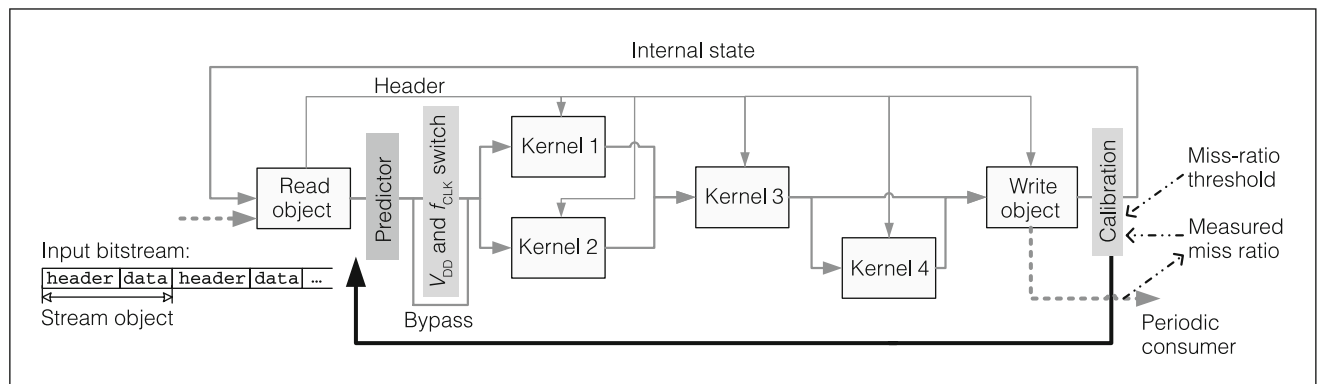 Internal state
Header
Kernel 1
Read
object
Predictor
V_DD and f_CLK switch
Kernel 3
Write
object
Calibration
Miss-ratio
threshold
Kernel 2
Input bitstream:
Measured
miss ratio
Kernel 4
header data header data ...
Stream object
Bypass
Periodic
consumer